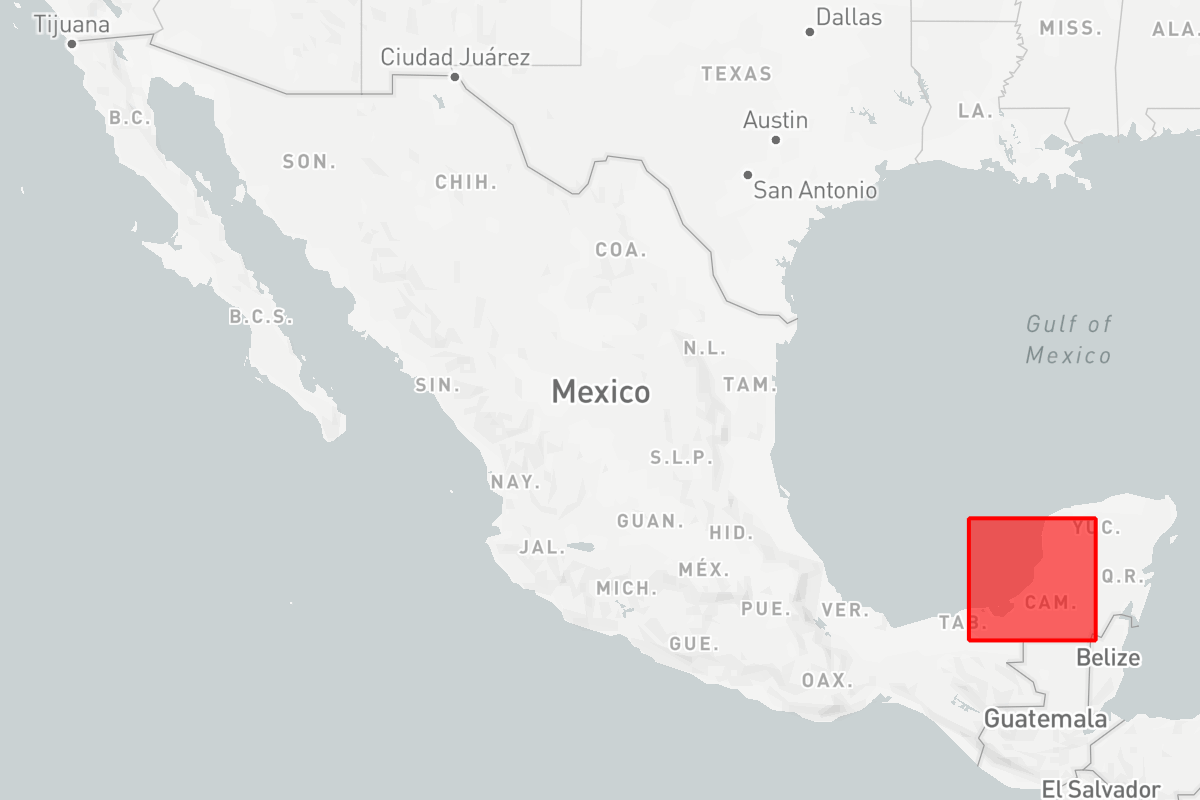 Tijuana
Dallas
MISS.
ALA.
Ciudad Juárez
TEXAS
B.C.
LA.
Austin
SON.
CHIH.
San Antonio
COA.
B.C.S.
Gulf of
Mexico
N.L.
SIN.
Mexico
TAM.
S.L.P.
NAY.
GUAN.
HID.
YUC.
JAL.
MÉX.
Q.R.
MICH.
CAM.
PUE.
VER.
TAB.
GUE.
Belize
OAX.
Guatemala
El Salvador